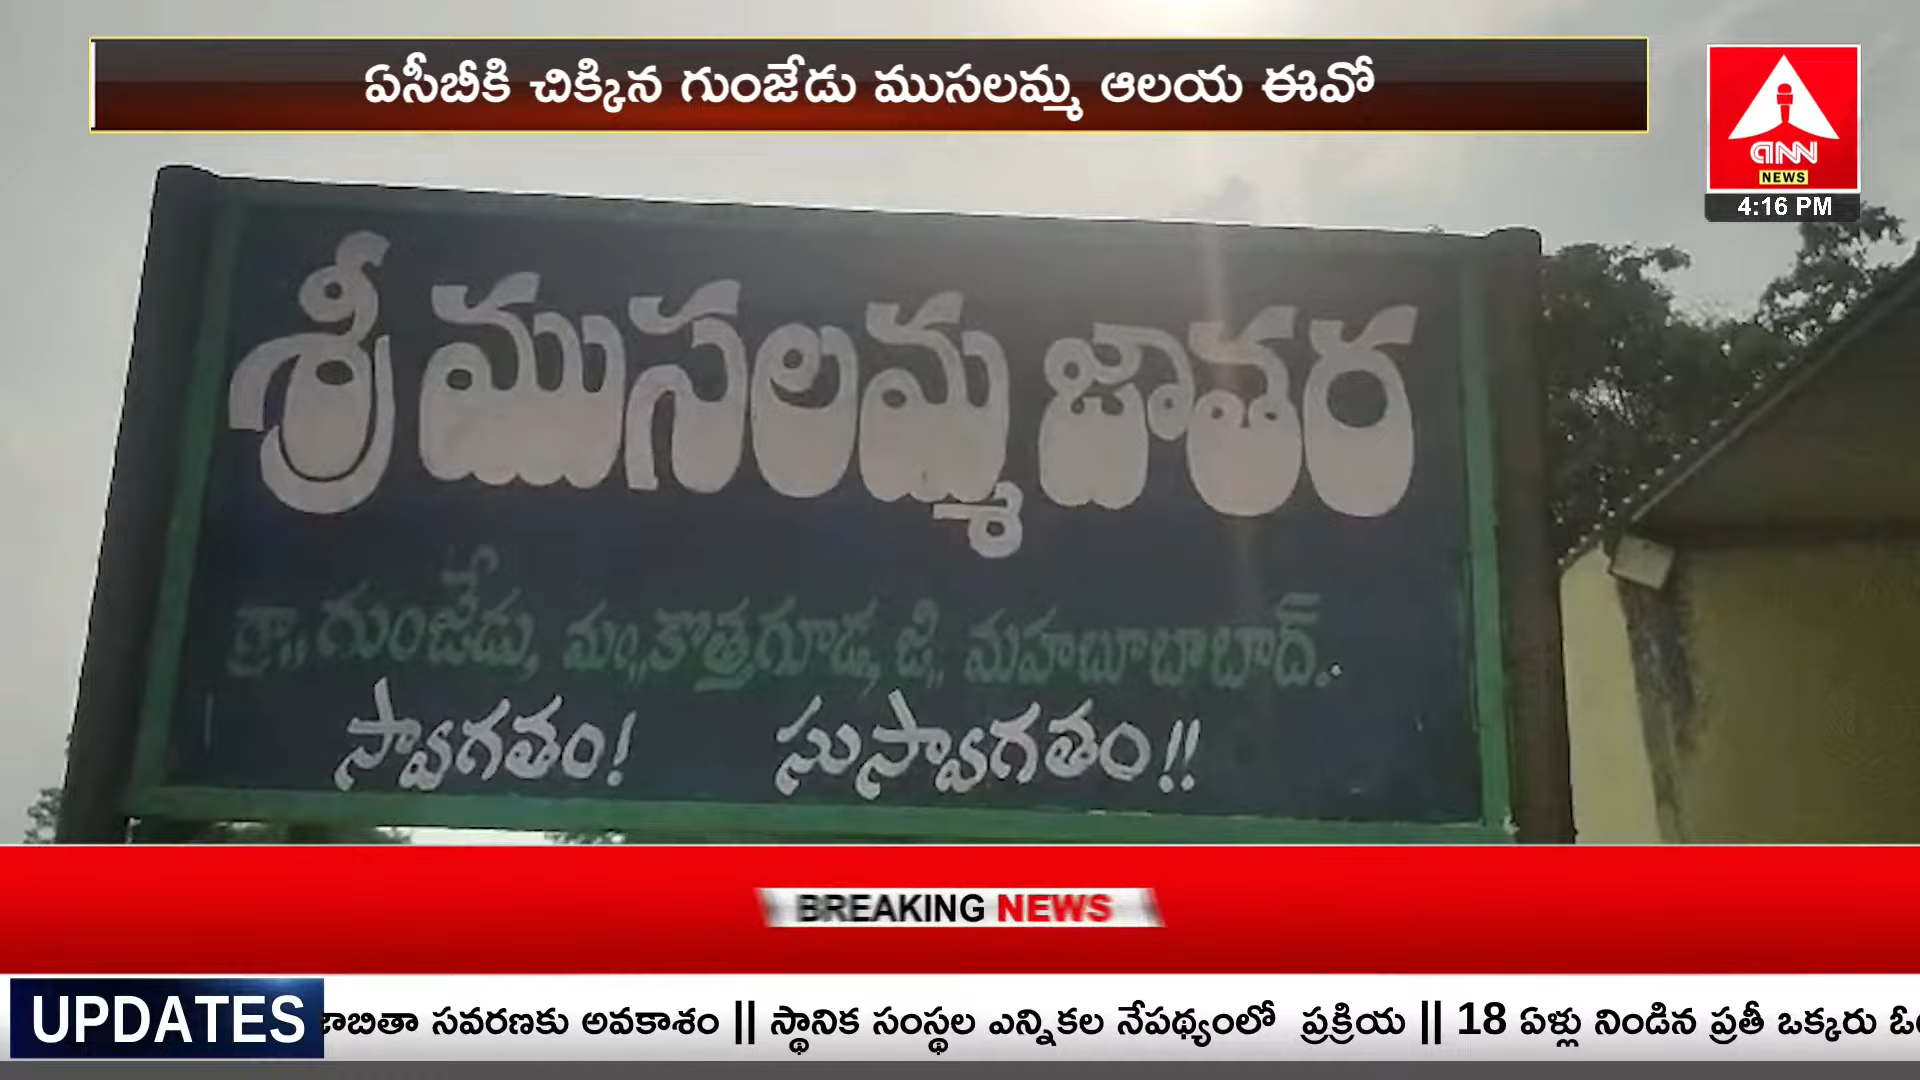 ఏసీబీకి చిక్కిన గుంజేడు ముసలమ్మ ఆలయ ఈవో
ANN
NEWS
4:16 PM
శ్రీ ముసలమ్మ జాతర
గ్రా,, గుంజేడు, మం,,కొత్తగూడ, జి,, మహబూబాబాద్.
స్వాగతం! సుస్వాగతం!!
BREAKING NEWS
UPDATES
జాబితా సవరణకు అవకాశం || స్థానిక సంస్థల ఎన్నికల నేపథ్యంలో ప్రక్రియ || 18 ఏళ్లు నిండిన ప్రతీ ఒక్కరు